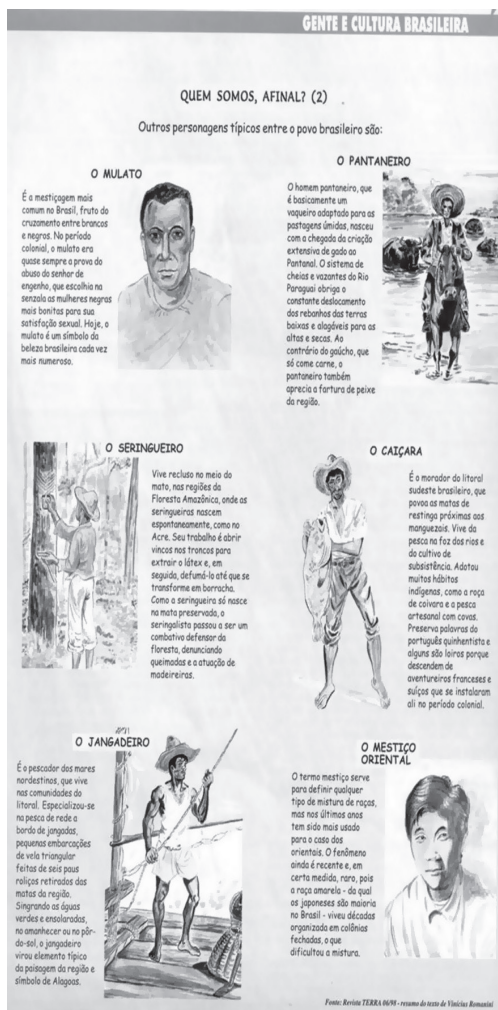 GENTE E CULTURA BRASILEIRA
QUEM SOMOS, AFINAL? (2)
Outros personagens típicos entre o povo brasileiro são:
O MULATO
É a mestiçagem mais
comum no Brasil, fruto do
cruzamento entre brancos
e negros. No período
colonial, o mulato era
quase sempre a prova do
abuso do senhor de
engenho, que escolhia na
senzala as mulheres negras
mais bonitas para sua
satisfação sexual. Hoje, o
mulato é um símbolo da
beleza brasileira cada vez
mais numeroso.
O PANTANEIRO
O homem pantaneiro, que
é basicamente um
vaqueiro adaptado para as
pastagens úmidas, nasceu
com a chegada da criação
extensiva de gado ao
Pantanal. O sistema de
cheias e vazantes do Rio
Paraguai obriga o
constante deslocamento
dos rebanhos das terras
baixas e alagáveis para as
altas e secas. Ao
contrário do gaúcho, que
só come carne, o
pantaneiro também
aprecia a fartura de peixe
da região.
O SERINGUEIRO
Vive recluso no meio do
mato, nas regiões da
Floresta Amazônica, onde as
seringueiras nascem
espontaneamente, como no
Acre. Seu trabalho é abrir
vincos nos troncos para
extrair o látex e, em
seguida, defumá-lo até que se
transforme em borracha.
Como a seringueira só nasce
na mata preservada, o
seringalista passou a ser um
combativo defensor da
floresta, denunciando
queimadas e a atuação de
madeireiras.
O CAIÇARA
É o morador do litoral
sudeste brasileiro, que
povoa as matas de
restinga próximas aos
manguezais. Vive da
pesca na foz dos rios e
do cultivo de
subsistência. Adotou
muitos hábitos
indígenas, como a roça
de coivara e a pesca
artesanal com covas.
Preserva palavras do
português quinhentista e
alguns são loiros porque
descendem de
aventureiros franceses e
suíços que se instalaram
ali no período colonial.
O JANGADEIRO
É o pescador dos mares
nordestinos, que vive
nas comunidades do
litoral. Especializou-se
na pesca de rede a
bordo de jangadas,
pequenas embarcações
de vela triangular
feitas de seis paus
roliços retirados das
matas da região.
Singrando as águas
verdes e ensolaradas,
no amanhecer ou no pôr-
do-sol, o jangadeiro
virou elemento típico
da paisagem da região e
símbolo de Alagoas.
O MESTIÇO
ORIENTAL
O termo mestiço serve
para definir qualquer
tipo de mistura de raças,
mas nos últimos anos
tem sido mais usado
para o caso dos
orientais. O fenômeno
ainda é recente e, em
certa medida, raro, pois
a raça amarela - da qual
os japoneses são maioria
no Brasil - viveu décadas
organizada em colônias
fechadas, o que
dificultou a mistura.
Fonte: Revista TERRA 06/98 - resumo do texto de Vinicius Romanini